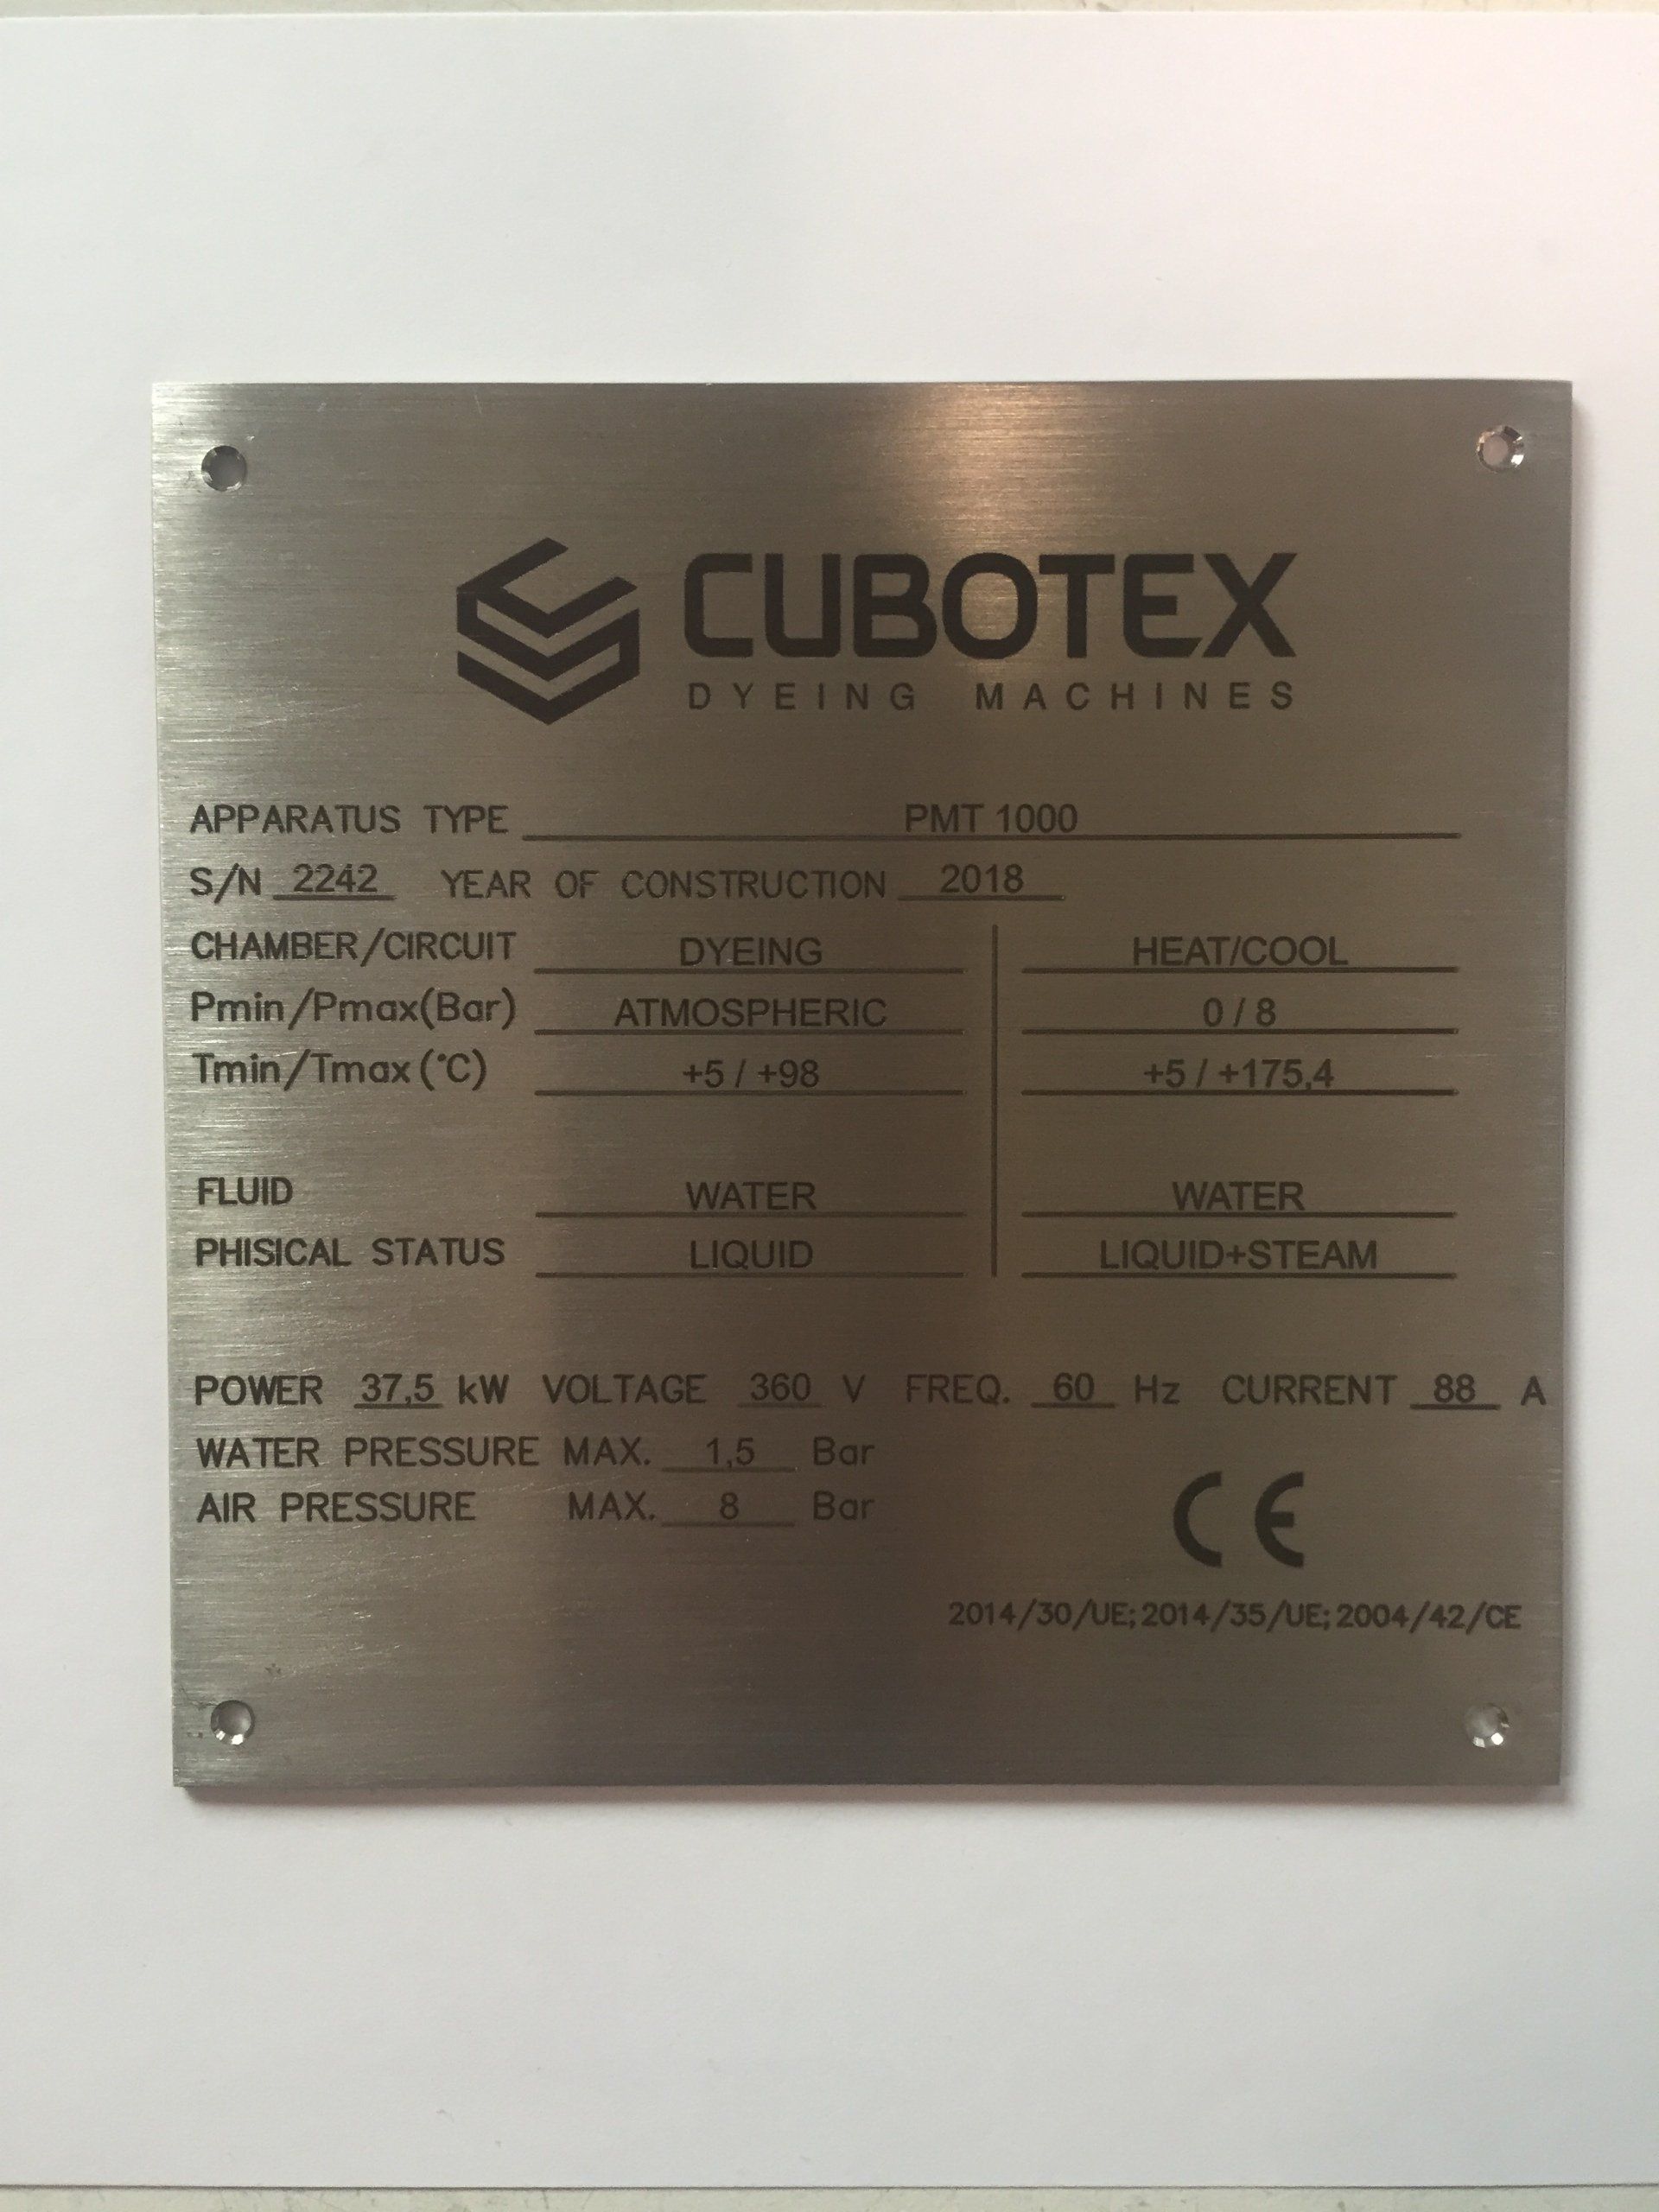 CUBOTEX
DYEING MACHINES
APPARATUS TYPE PMT 1000
S/N 2242 YEAR OF CONSTRUCTION 2018
CHAMBER/CIRCUIT DYEING HEAT/COOL
Pmin/Pmax(Bar) ATMOSPHERIC 0 / 8
Tmin/Tmax(°C) +5 / +98 +5 / +175,4
FLUID WATER WATER
PHISICAL STATUS LIQUID LIQUID+STEAM
POWER 37,5 kW VOLTAGE 360 V FREQ. 60 Hz CURRENT 88 A
WATER PRESSURE MAX. 1,5 Bar
AIR PRESSURE MAX. 8 Bar
CE
2014/30/UE; 2014/35/UE; 2004/42/CE